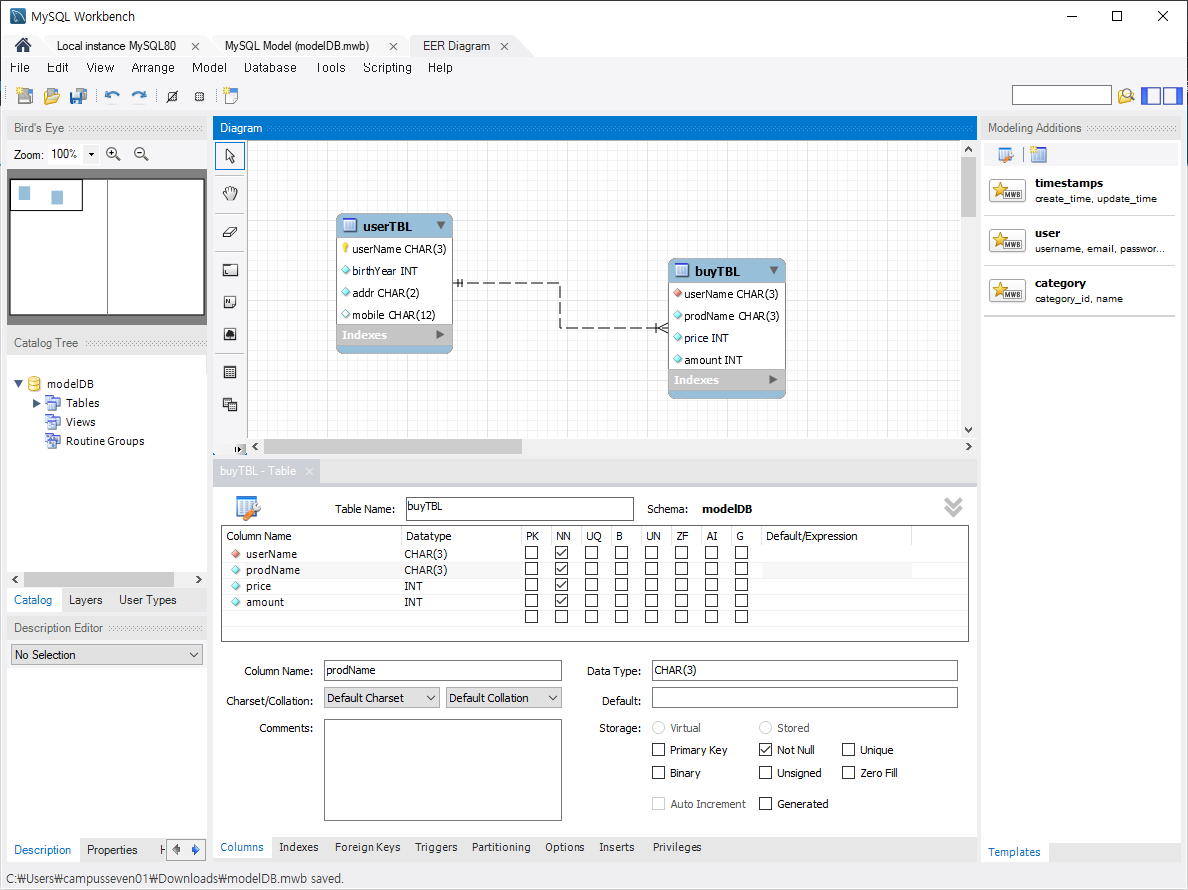 MySQL Workbench
Local instance MySQL80 × MySQL Model (modelDB.mwb) × EER Diagram ×
File Edit View Arrange Model Database Tools Scripting Help
Bird's Eye
Zoom: 100%
Catalog Tree
modelDB
Tables
Views
Routine Groups
Catalog Layers User Types
Description Editor
No Selection
Description Properties H
Diagram
userTBL
userName CHAR(3)
birthYear INT
addr CHAR(2)
mobile CHAR(12)
Indexes
buyTBL
userName CHAR(3)
prodName CHAR(3)
price INT
amount INT
Indexes
buyTBL - Table ×
Table Name: buyTBL Schema: modelDB
Column Name Datatype PK NN UQ B UN ZF AI G Default/Expression
userName CHAR(3)
prodName CHAR(3)
price INT
amount INT
Column Name: prodName Data Type: CHAR(3)
Charset/Collation: Default Charset Default Collation Default:
Comments: Storage: Virtual Stored
Primary Key Not Null Unique
Binary Unsigned Zero Fill
Auto Increment Generated
Columns Indexes Foreign Keys Triggers Partitioning Options Inserts Privileges
Modeling Additions
MWB timestamps
create_time, update_time
MWB user
username, email, passwor...
MWB category
category_id, name
Templates
C:₩Users₩campusseven01₩Downloads₩modelDB.mwb saved.